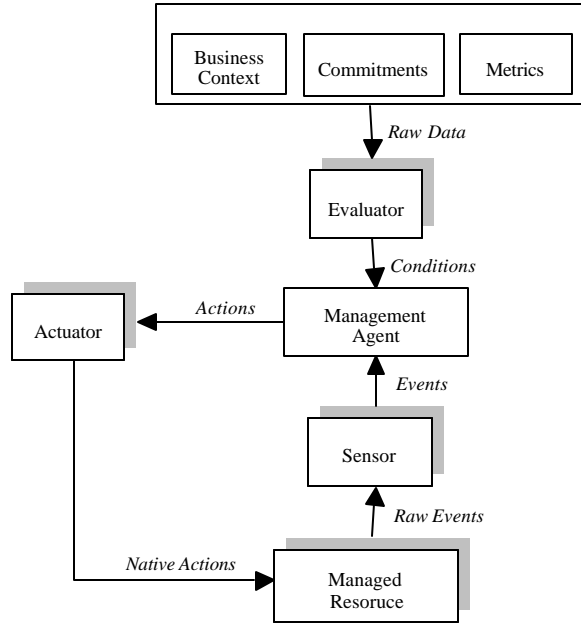 Business
Context
Commitments
Metrics
Raw Data
Evaluator
Conditions
Actions
Management
Agent
Actuator
Events
Sensor
Raw Events
Native Actions
Managed
Resoruce